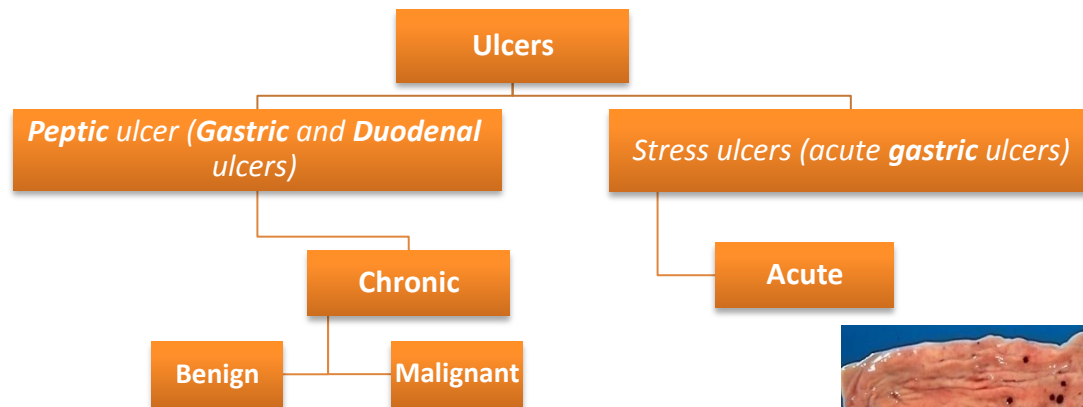 Ulcers
Peptic ulcer (Gastric and Duodenal
ulcers)
Stress ulcers (acute gastric ulcers)
Chronic
Acute
Benign
Malignant